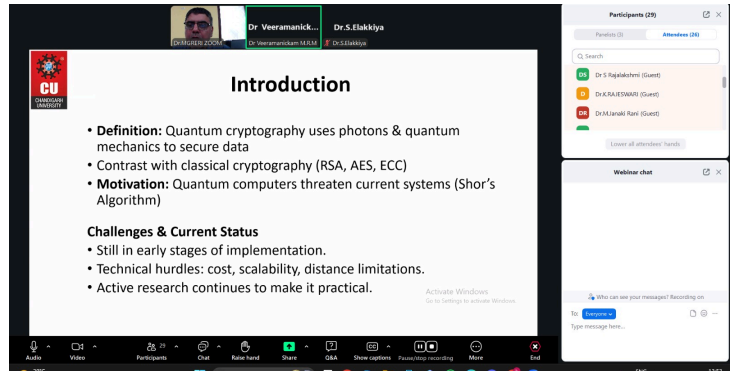 Dr Veeramanick...
Dr.S.Elakkiya
Dr.MGRERI ZOOM
Dr Veeramanickam M.R.M
Dr.S.Elakkiya
CU
CHANDIGARH
UNIVERSITY
Introduction
• Definition: Quantum cryptography uses photons & quantum
mechanics to secure data
• Contrast with classical cryptography (RSA, AES, ECC)
• Motivation: Quantum computers threaten current systems (Shor's
Algorithm)
Challenges & Current Status
• Still in early stages of implementation.
• Technical hurdles: cost, scalability, distance limitations.
• Active research continues to make it practical.
Activate Windows
Go to Settings to activate Windows.
Audio
Video
Participants
29
Chat
Raise hand
Share
Q&A
CC
Show captions
Pause/stop recording
More
End
Participants (29)
Panelists (3)
Attendees (26)
Search
DS
Dr S Rajalakshmi (Guest)
D
Dr.K.RAJESWARI (Guest)
DR
Dr.M.Janaki Rani (Guest)
Lower all attendees' hands
Webinar chat
Who can see your messages? Recording on
To:
Everyone
Type message here...